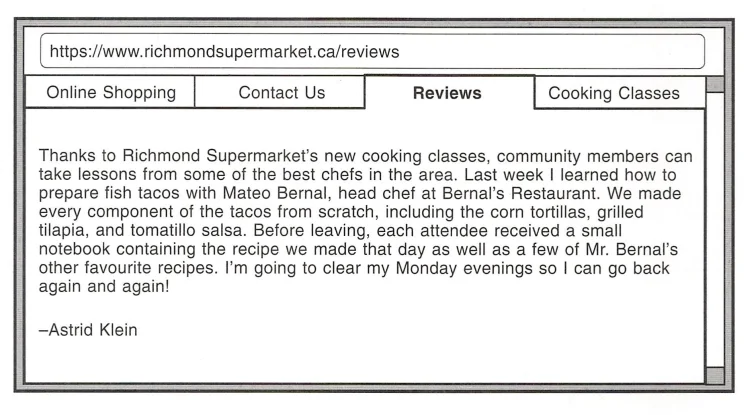 https://www.richmondsupermarket.ca/reviews
Online Shopping
Contact Us
Reviews
Cooking Classes
Thanks to Richmond Supermarket's new cooking classes, community members can
take lessons from some of the best chefs in the area. Last week I learned how to
prepare fish tacos with Mateo Bernal, head chef at Bernal's Restaurant. We made
every component of the tacos from scratch, including the corn tortillas, grilled
tilapia, and tomatillo salsa. Before leaving, each attendee received a small
notebook containing the recipe we made that day as well as a few of Mr. Bernal's
other favourite recipes. I'm going to clear my Monday evenings so I can go back
again and again!
–Astrid Klein